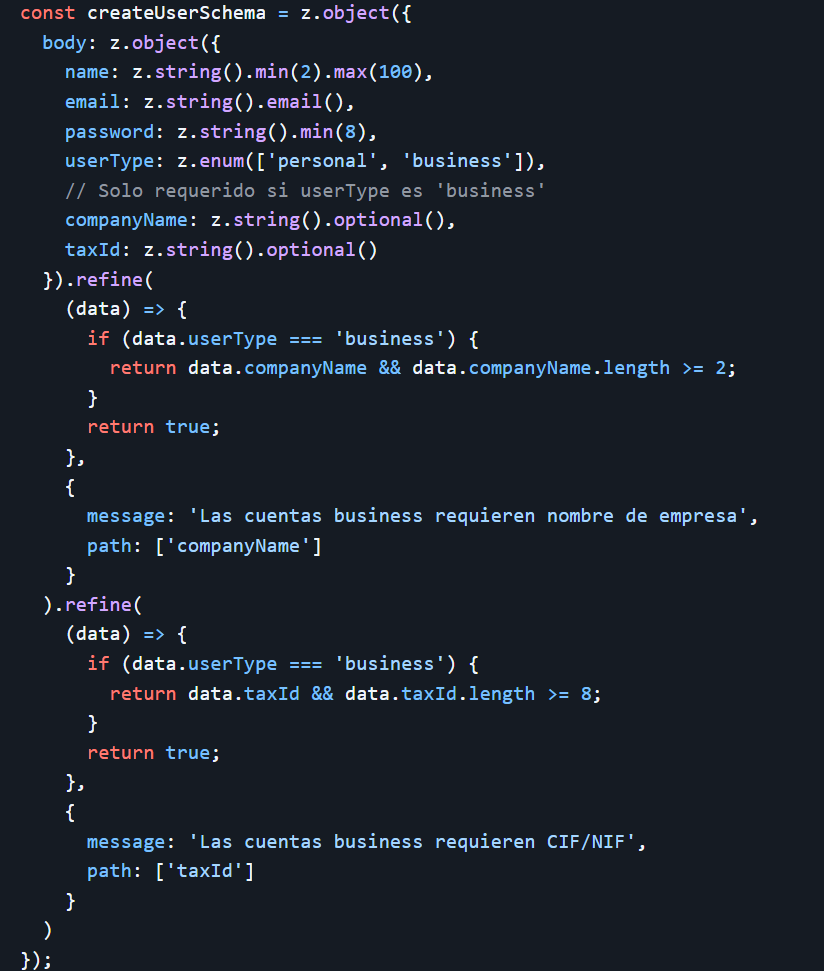 const createUserSchema = z.object({
  body: z.object({
    name: z.string().min(2).max(100),
    email: z.string().email(),
    password: z.string().min(8),
    userType: z.enum(['personal', 'business']),
    // Solo requerido si userType es 'business'
    companyName: z.string().optional(),
    taxId: z.string().optional()
  }).refine(
    (data) => {
      if (data.userType === 'business') {
        return data.companyName && data.companyName.length >= 2;
      }
      return true;
    },
    {
      message: 'Las cuentas business requieren nombre de empresa',
      path: ['companyName']
    }
  ).refine(
    (data) => {
      if (data.userType === 'business') {
        return data.taxId && data.taxId.length >= 8;
      }
      return true;
    },
    {
      message: 'Las cuentas business requieren CIF/NIF',
      path: ['taxId']
    }
  )
});